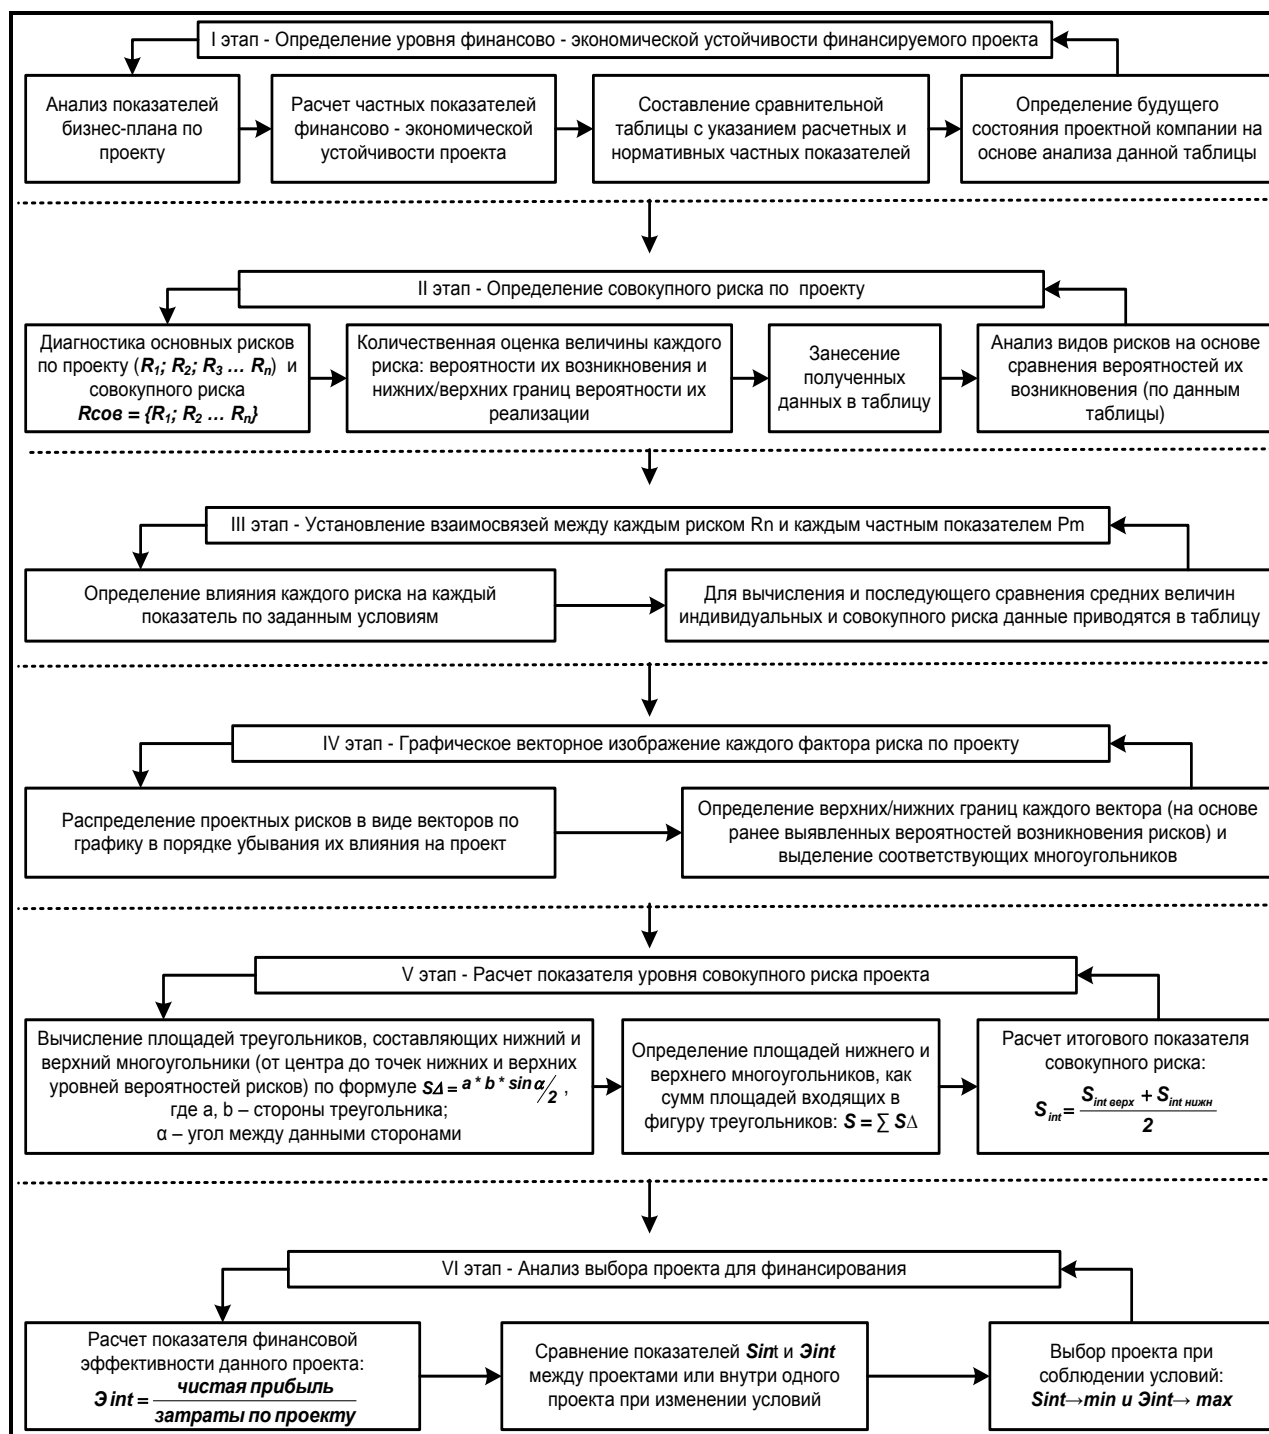 I этап - Определение уровня финансово - экономической устойчивости финансируемого проекта
Анализ показателей
бизнес-плана по
проекту
Расчет частных показателей
финансово - экономической
устойчивости проекта
Составление сравнительной
таблицы с указанием расчетных и
нормативных частных показателей
Определение будущего
состояния проектной компании на
основе анализа данной таблицы
II этап - Определение совокупного риска по проекту
Диагностика основных рисков
по проекту (R1; R2; R3 ... Rn) и
совокупного риска
Rсов = {R1; R2 ... Rn}
Количественная оценка величины каждого
риска: вероятности их возникновения и
нижних/верхних границ вероятности их
реализации
Занесение
полученных
данных в таблицу
Анализ видов рисков на основе
сравнения вероятностей их
возникновения (по данным
таблицы)
III этап - Установление взаимосвязей между каждым риском Rn и каждым частным показателем Pm
Определение влияния каждого риска на каждый
показатель по заданным условиям
Для вычисления и последующего сравнения средних величин
индивидуальных и совокупного риска данные приводятся в таблицу
IV этап - Графическое векторное изображение каждого фактора риска по проекту
Распределение проектных рисков в виде векторов по
графику в порядке убывания их влияния на проект
Определение верхних/нижних границ каждого вектора (на основе
ранее выявленных вероятностей возникновения рисков) и
выделение соответствующих многоугольников
V этап - Расчет показателя уровня совокупного риска проекта
Вычисление площадей треугольников, составляющих нижний и
верхний многоугольники (от центра до точек нижних и верхних
уровней вероятностей рисков) по формуле SΔ = a * b * sin α/2 ,
где a, b – стороны треугольника;
α – угол между данными сторонами
Определение площадей нижнего и
верхнего многоугольников, как
сумм площадей входящих в
фигуру треугольников: S = ∑ SΔ
Расчет итогового показателя
совокупного риска:
S int = S int верх + S int нижн
2
VI этап - Анализ выбора проекта для финансирования
Расчет показателя финансовой
эффективности данного проекта:
Э int = чистая прибыль
затраты по проекту
Сравнение показателей Sint и Эint
между проектами или внутри одного
проекта при изменении условий
Выбор проекта при
соблюдении условий:
Sint→min и Эint→ max